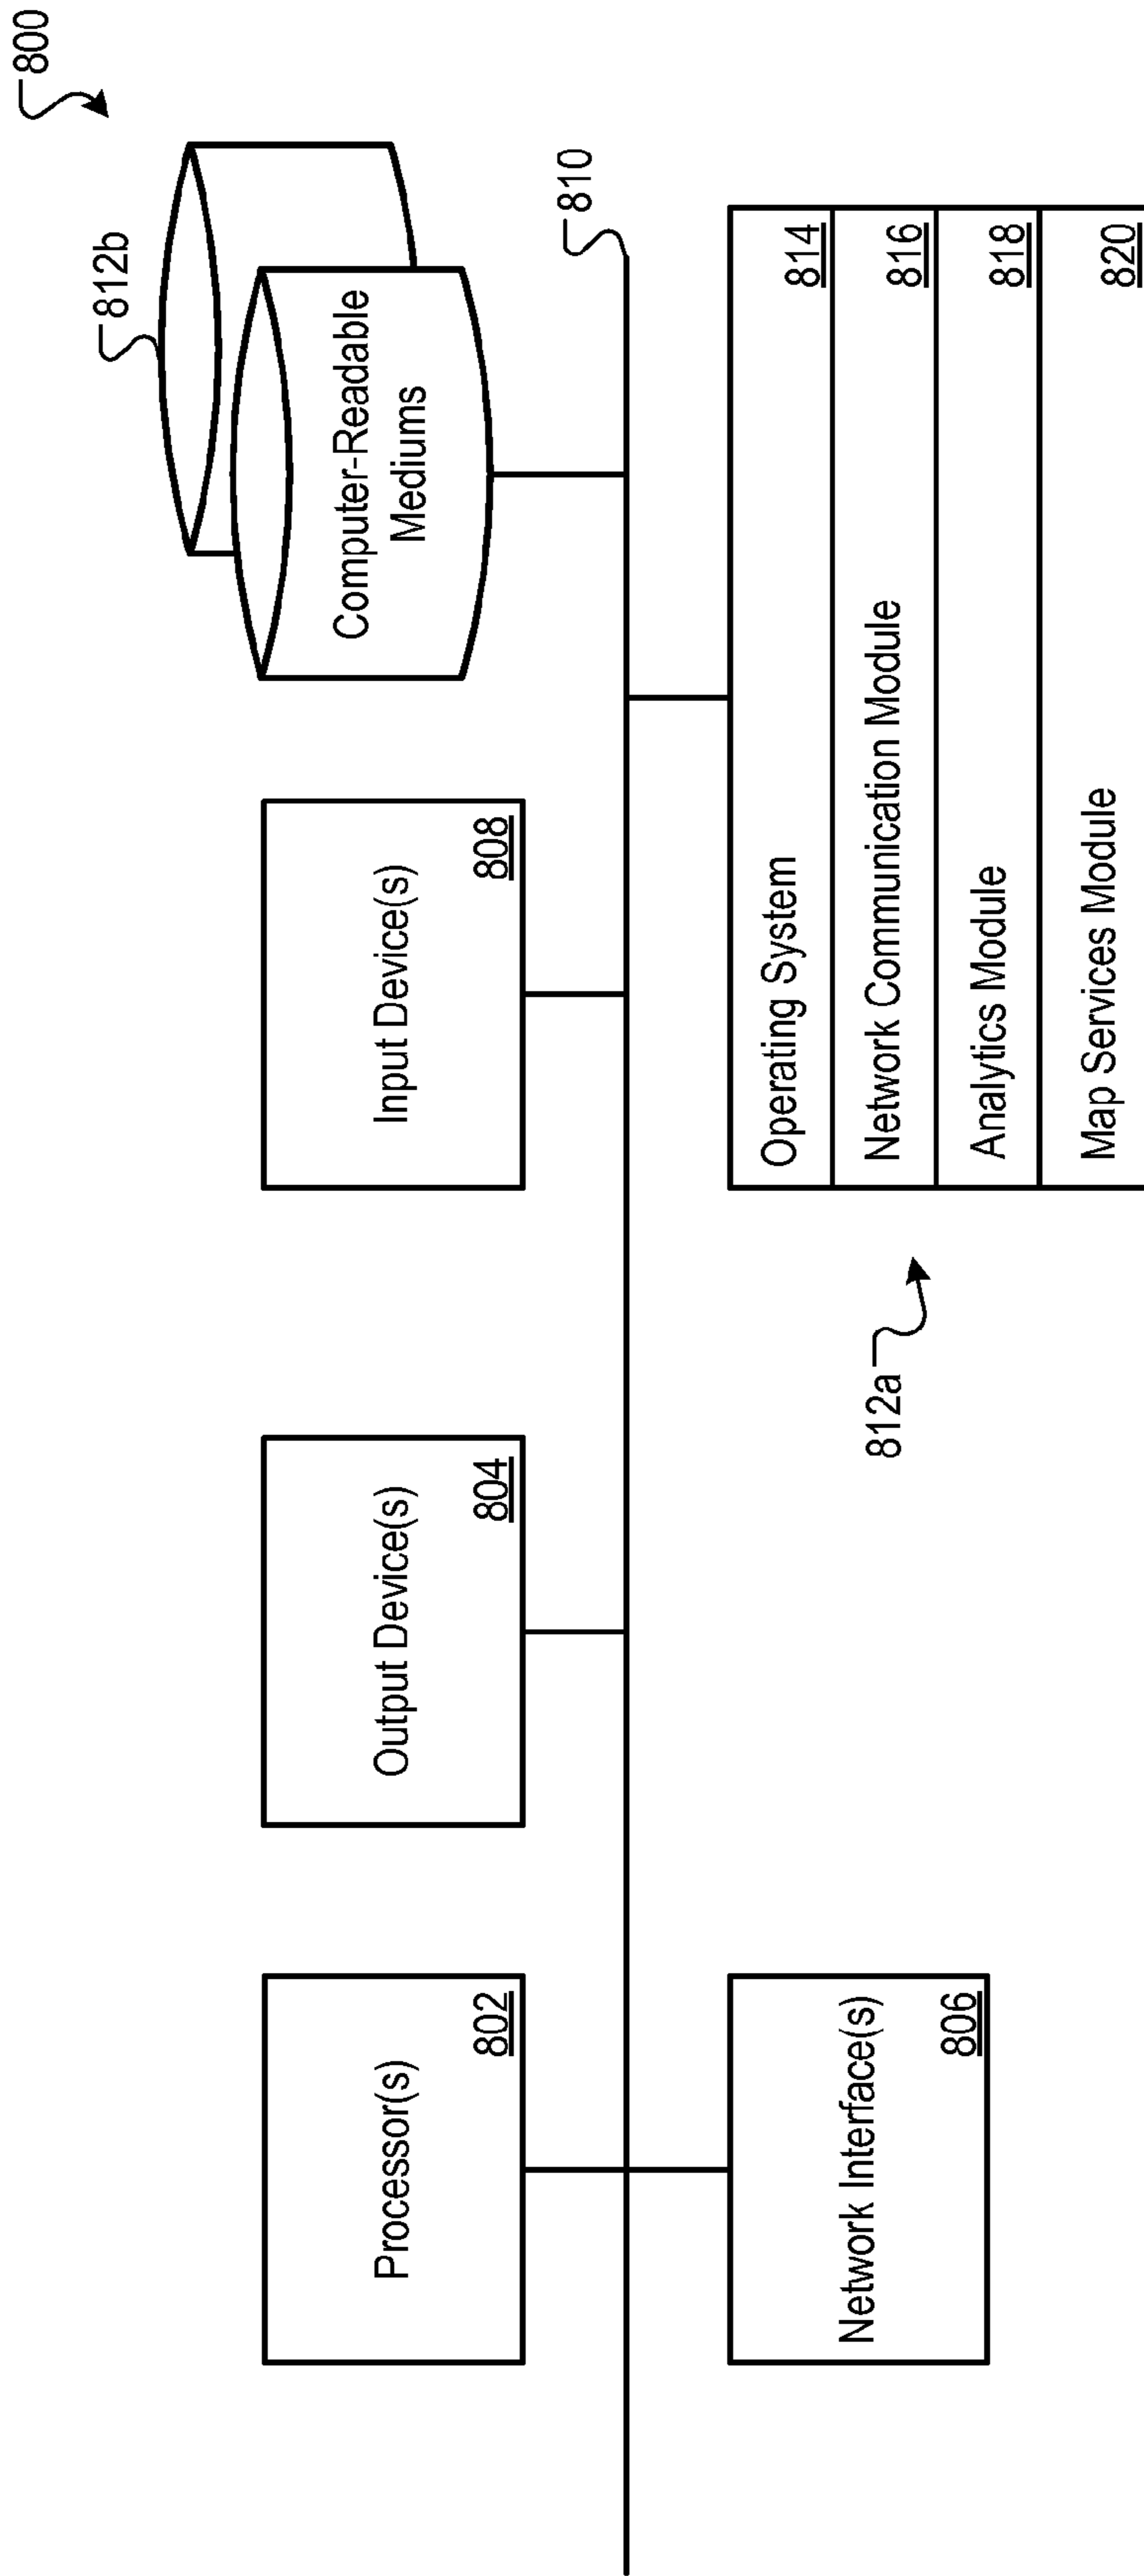 800
812b
Computer-Readable
Mediums
Processor(s)
802
Output Device(s)
804
Input Device(s)
808
810
Network Interface(s)
806
812a
Operating System
814
Network Communication Module
816
Analytics Module
818
Map Services Module
820